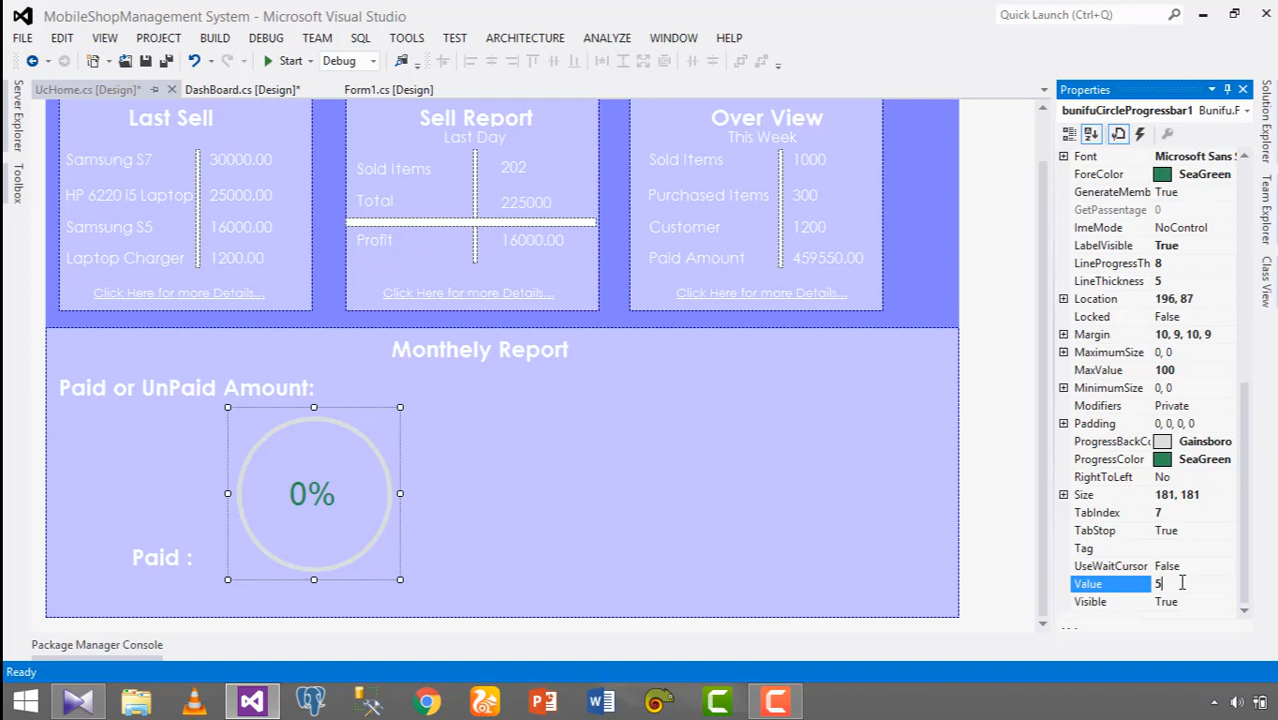 MobileShopManagement System - Microsoft Visual Studio
Quick Launch (Ctrl+Q)
FILE EDIT VIEW PROJECT BUILD DEBUG TEAM SQL TOOLS TEST ARCHITECTURE ANALYZE WINDOW HELP
Start Debug
UcHome.cs [Design]* DashBoard.cs [Design]* Form1.cs [Design]
Server Explorer
Toolbox
Last Sell
Samsung S7 30000.00
HP 6220 i5 Laptop 25000.00
Samsung S5 16000.00
Laptop Charger 1200.00
Click Here for more Details...
Sell Report
Last Day
Sold Items 202
Total 225000
Profit 16000.00
Click Here for more Details...
Over View
This Week
Sold Items 1000
Purchased Items 300
Customer 1200
Paid Amount 459550.00
Click Here for more Details...
Monthely Report
Paid or UnPaid Amount:
0%
Paid :
Properties
bunifuCircleProgressbar1 Bunifu.F
Font Microsoft Sans S
ForeColor SeaGreen
GenerateMemb True
GetPassentage 0
ImeMode NoControl
LabelVisible True
LineProgressTh 8
LineThickness 5
Location 196, 87
Locked False
Margin 10, 9, 10, 9
MaximumSize 0, 0
MaxValue 100
MinimumSize 0, 0
Modifiers Private
Padding 0, 0, 0, 0
ProgressBackCo Gainsboro
ProgressColor SeaGreen
RightToLeft No
Size 181, 181
TabIndex 7
TabStop True
Tag
UseWaitCursor False
Value 5
Visible True
Solution Explorer
Team Explorer
Class View
Package Manager Console
Ready